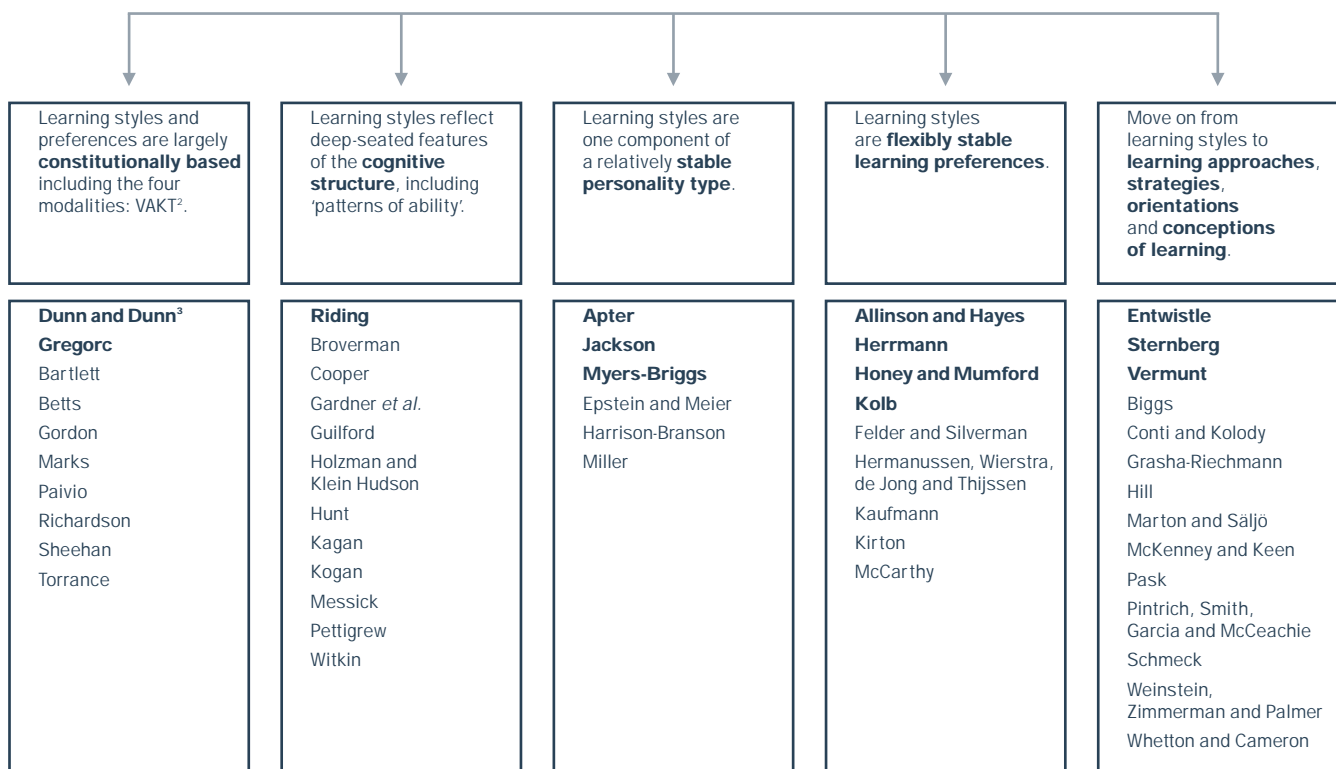 Learning styles and
preferences are largely
constitutionally based
including the four
modalities: VAKT².
Learning styles reflect
deep-seated features
of the cognitive
structure, including
‘patterns of ability’.
Learning styles are
one component of
a relatively stable
personality type.
Learning styles
are flexibly stable
learning preferences.
Move on from
learning styles to
learning approaches,
strategies,
orientations
and conceptions
of learning.
Dunn and Dunn³
Gregorc
Bartlett
Betts
Gordon
Marks
Paivio
Richardson
Sheehan
Torrance
Riding
Broverman
Cooper
Gardner et al.
Guilford
Holzman and
Klein Hudson
Hunt
Kagan
Kogan
Messick
Pettigrew
Witkin
Apter
Jackson
Myers-Briggs
Epstein and Meier
Harrison-Branson
Miller
Allinson and Hayes
Herrmann
Honey and Mumford
Kolb
Felder and Silverman
Hermanussen, Wierstra,
de Jong and Thijssen
Kaufmann
Kirton
McCarthy
Entwistle
Sternberg
Vermunt
Biggs
Conti and Kolody
Grasha-Riechmann
Hill
Marton and Säljö
McKenney and Keen
Pask
Pintrich, Smith,
Garcia and McCeachie
Schmeck
Weinstein,
Zimmerman and Palmer
Whetton and Cameron